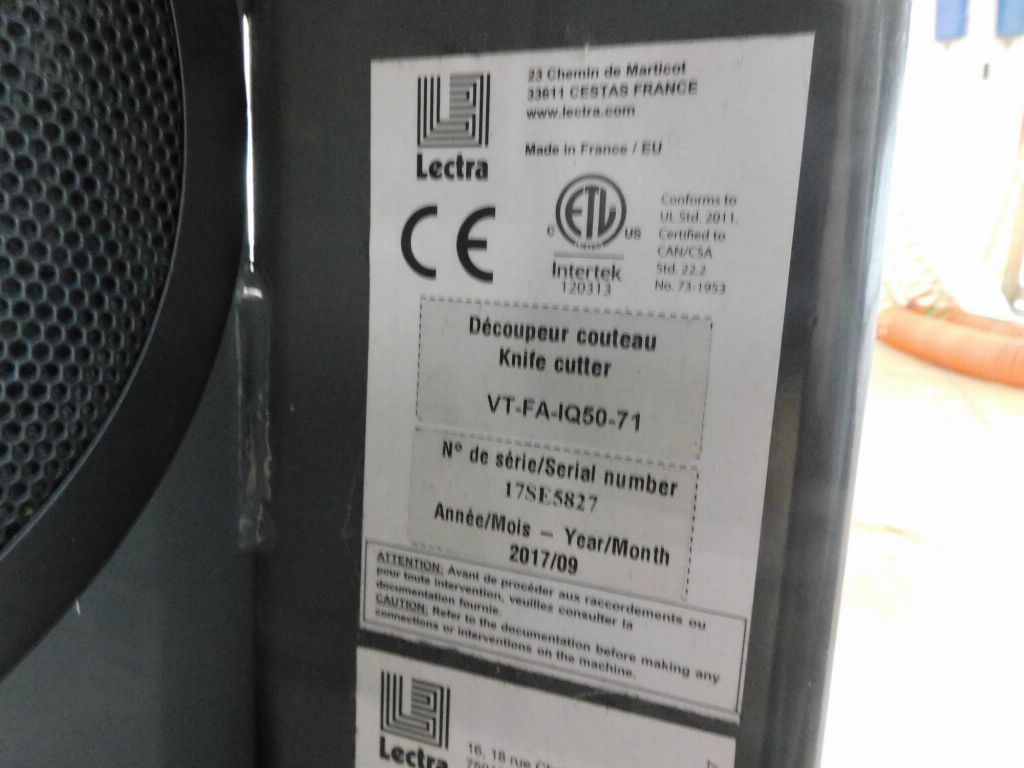 Lectra
23 Chemin de Marticot
33611 CESTAS FRANCE
www.lectra.com
Made in France / EU
CE
ETL
LISTED
C US
Intertek
120313
Conforms to
UL Std. 2011.
Certified to
CAN/CSA
Std. 22.2
No. 73-1953
Découpeur couteau
Knife cutter
VT-FA-IQ50-71
N° de série/Serial number
17SE5827
Année/Mois – Year/Month
2017/09
ATTENTION: Avant de procéder aux raccordements ou
pour toute intervention, veuillez consulter la
documentation fournie.
CAUTION: Refer to the documentation before making any
connections or interventions on the machine.
Lectra
16, 18 rue